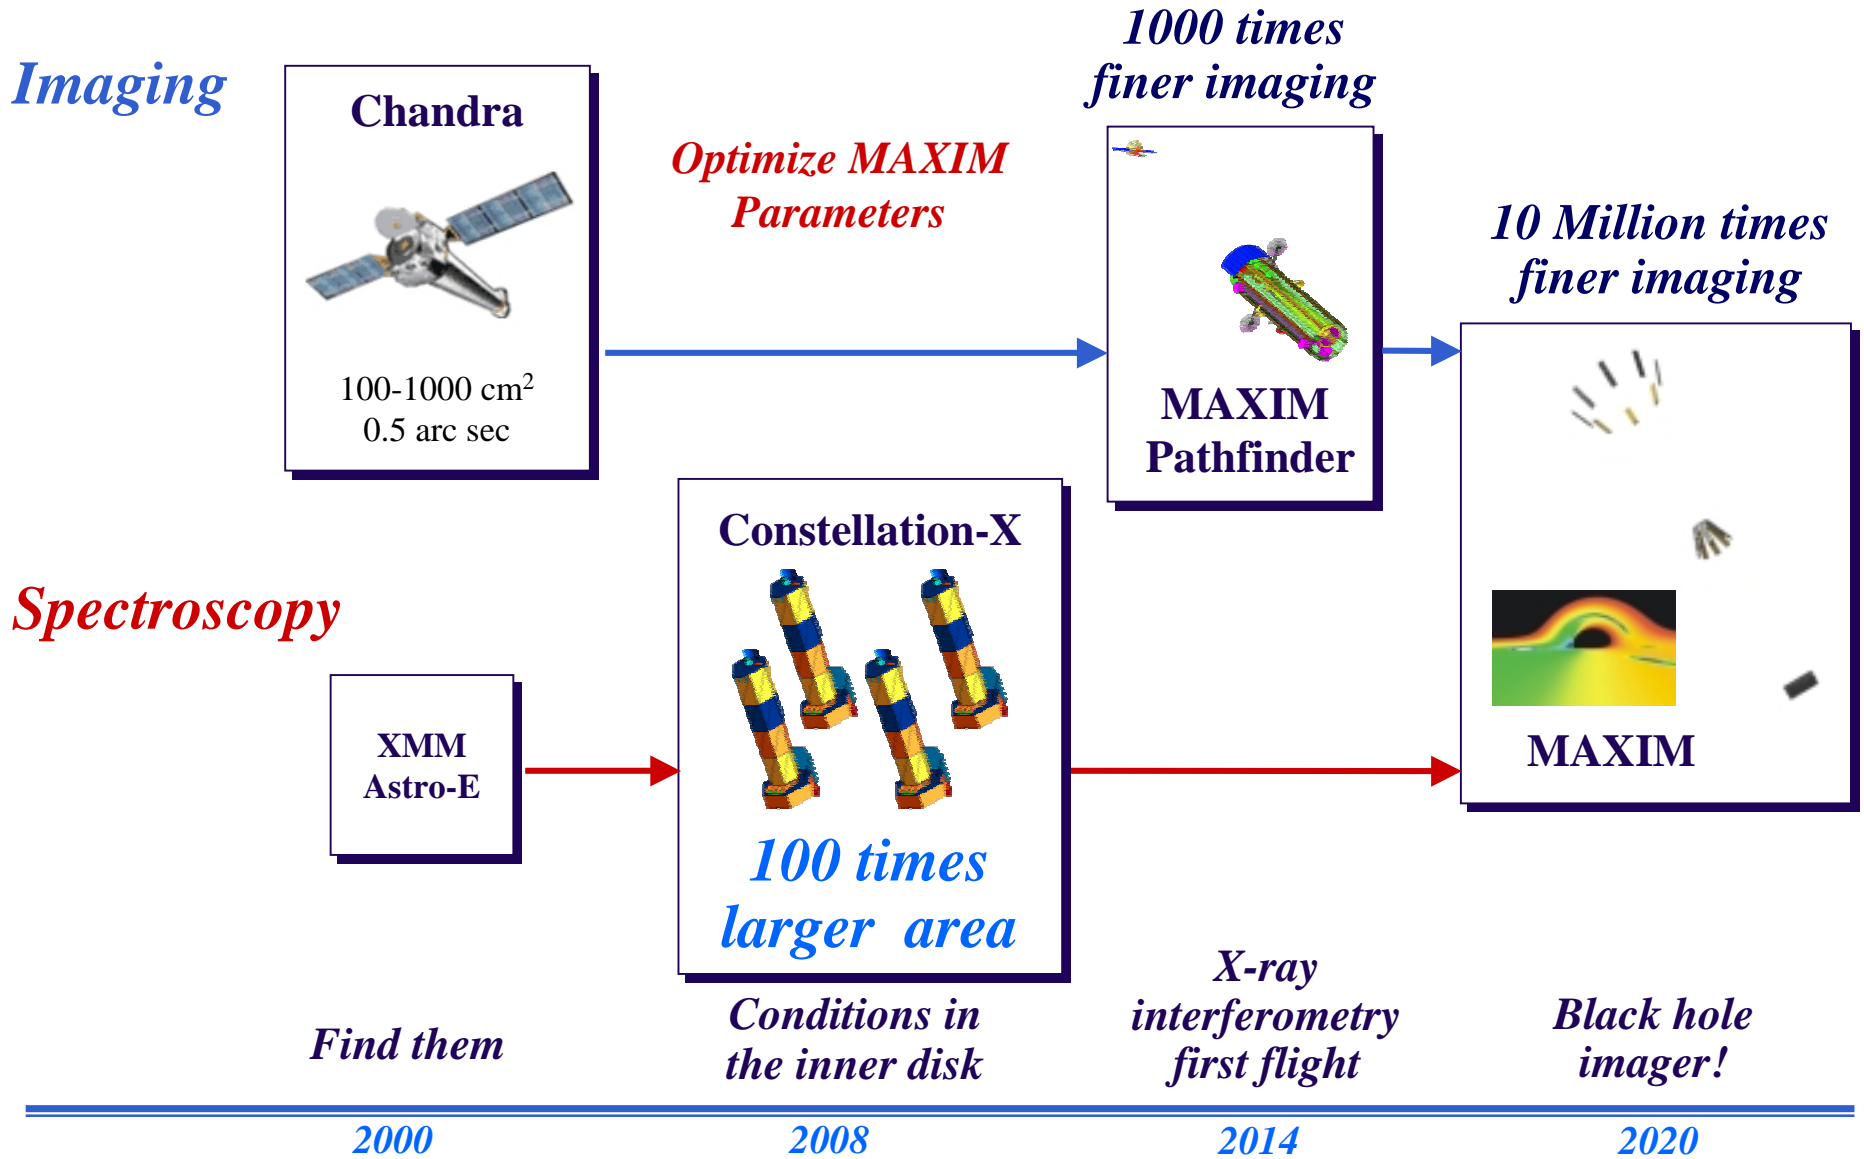 Imaging
Chandra
100-1000 cm²
0.5 arc sec
Optimize MAXIM
Parameters
1000 times
finer imaging
MAXIM
Pathfinder
10 Million times
finer imaging
MAXIM
Spectroscopy
XMM
Astro-E
Constellation-X
100 times
larger area
Find them
Conditions in
the inner disk
X-ray
interferometry
first flight
Black hole
imager!
2000
2008
2014
2020